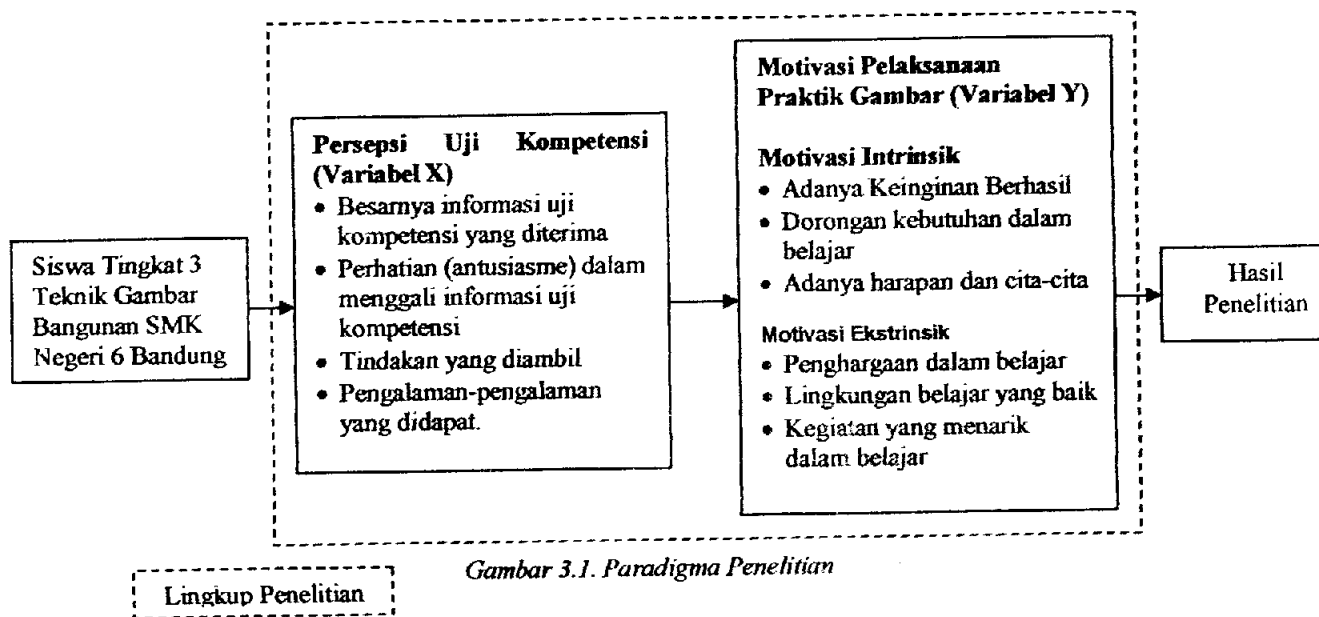 Siswa Tingkat 3
Teknik Gambar
Bangunan SMK
Negeri 6 Bandung
Persepsi Uji Kompetensi
(Variabel X)
• Besarnya informasi uji
kompetensi yang diterima
• Perhatian (antusiasme) dalam
menggali informasi uji
kompetensi
• Tindakan yang diambil
• Pengalaman-pengalaman
yang didapat.
Motivasi Pelaksanaan
Praktik Gambar (Variabel Y)
Motivasi Intrinsik
• Adanya Keinginan Berhasil
• Dorongan kebutuhan dalam
belajar
• Adanya harapan dan cita-cita
Motivasi Ekstrinsik
• Penghargaan dalam belajar
• Lingkungan belajar yang baik
• Kegiatan yang menarik
dalam belajar
Hasil
Penelitian
Gambar 3.1. Paradigma Penelitian
Lingkup Penelitian